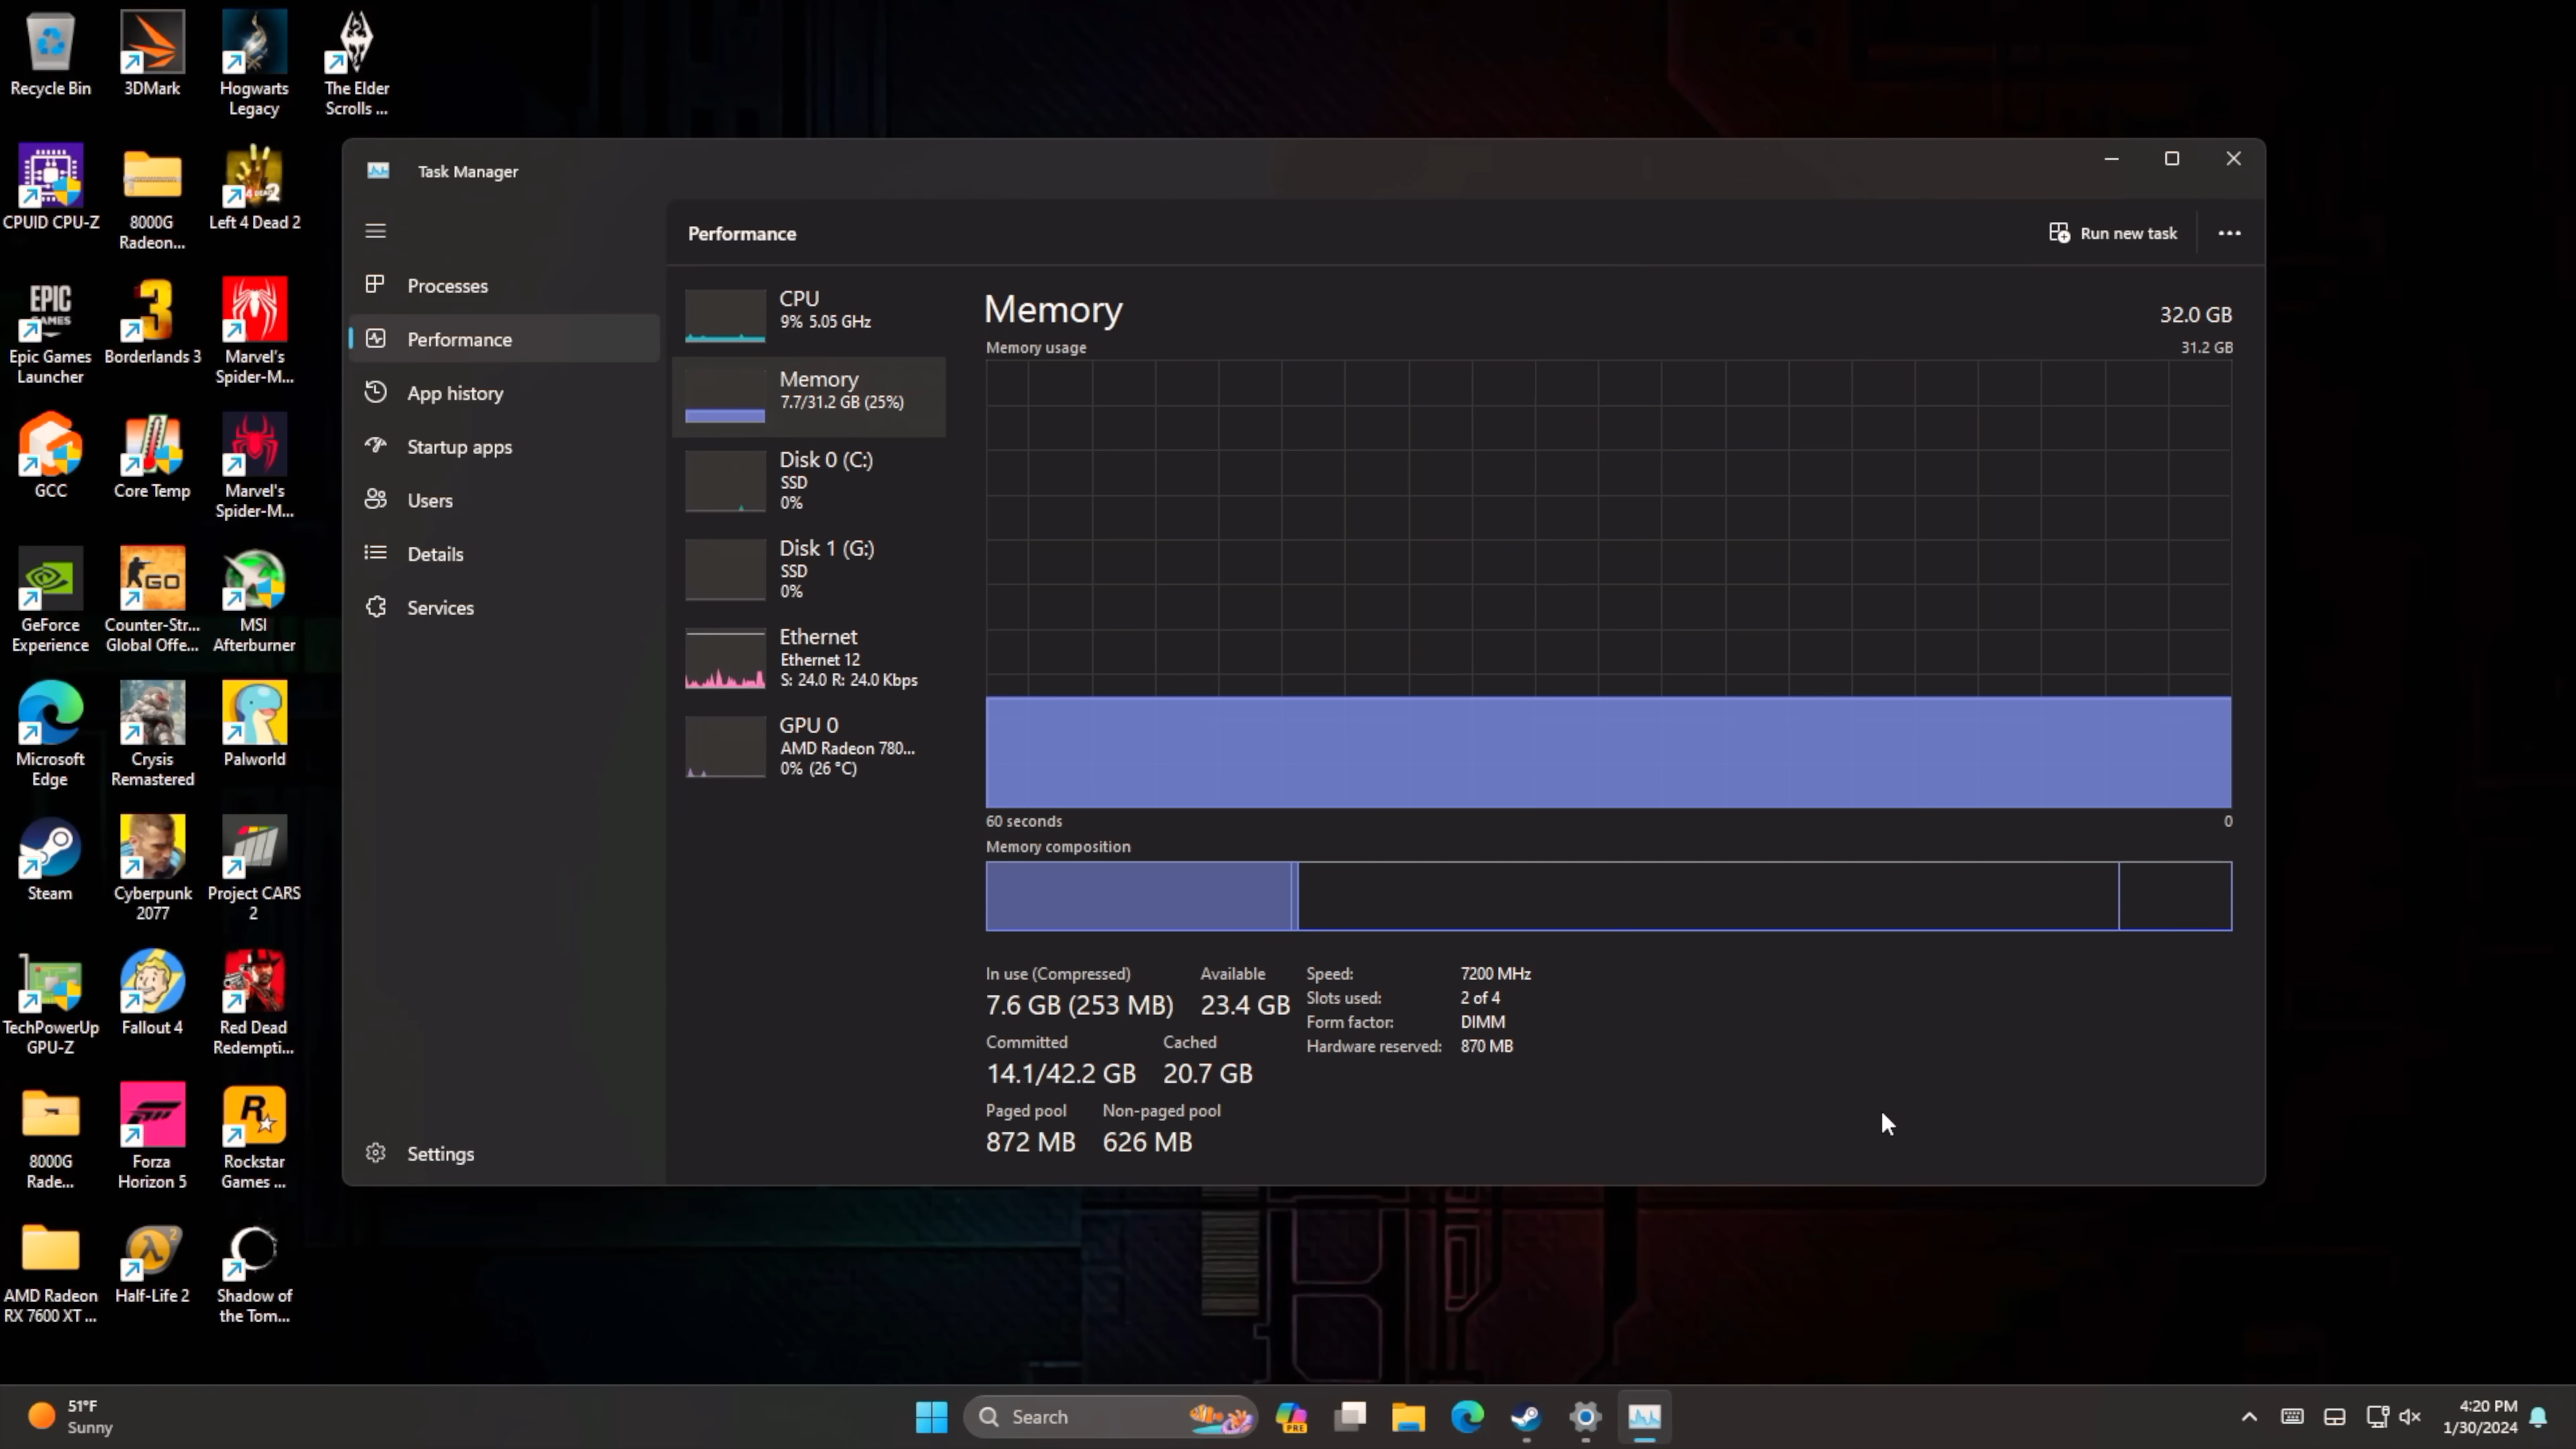 Recycle Bin
3DMark
Hogwarts
Legacy
The Elder
Scrolls ...
CPUID CPU-Z
8000G
Radeon...
Left 4 Dead 2
EPIC
GAMES
Epic Games
Launcher
3
Borderlands 3
Marvel's
Spider-M...
GCC
Core Temp
Marvel's
Spider-M...
GeForce
Experience
GO
Counter-Str...
Global Offe...
MSI
Afterburner
Microsoft
Edge
Crysis
Remastered
Palworld
Steam
Cyberpunk
2077
Project CARS
2
TechPowerUp
GPU-Z
Fallout 4
Red Dead
Redempti...
8000G
Rade...
Forza
Horizon 5
R
Rockstar
Games ...
AMD Radeon
RX 7600 XT ...
2
Half-Life 2
Shadow of
the Tom...
Task Manager
Processes
Performance
App history
Startup apps
Users
Details
Services
Settings
Performance
Run new task
CPU
9% 5.05 GHz
Memory
7.7/31.2 GB (25%)
Disk 0 (C:)
SSD
0%
Disk 1 (G:)
SSD
0%
Ethernet
Ethernet 12
S: 24.0 R: 24.0 Kbps
GPU 0
AMD Radeon 780...
0% (26 °C)
Memory
32.0 GB
Memory usage
31.2 GB
60 seconds
0
Memory composition
In use (Compressed)
7.6 GB (253 MB)
Available
23.4 GB
Committed
14.1/42.2 GB
Cached
20.7 GB
Paged pool
872 MB
Non-paged pool
626 MB
Speed: 7200 MHz
Slots used: 2 of 4
Form factor: DIMM
Hardware reserved: 870 MB
51°F
Sunny
Search
PRE
4:20 PM
1/30/2024